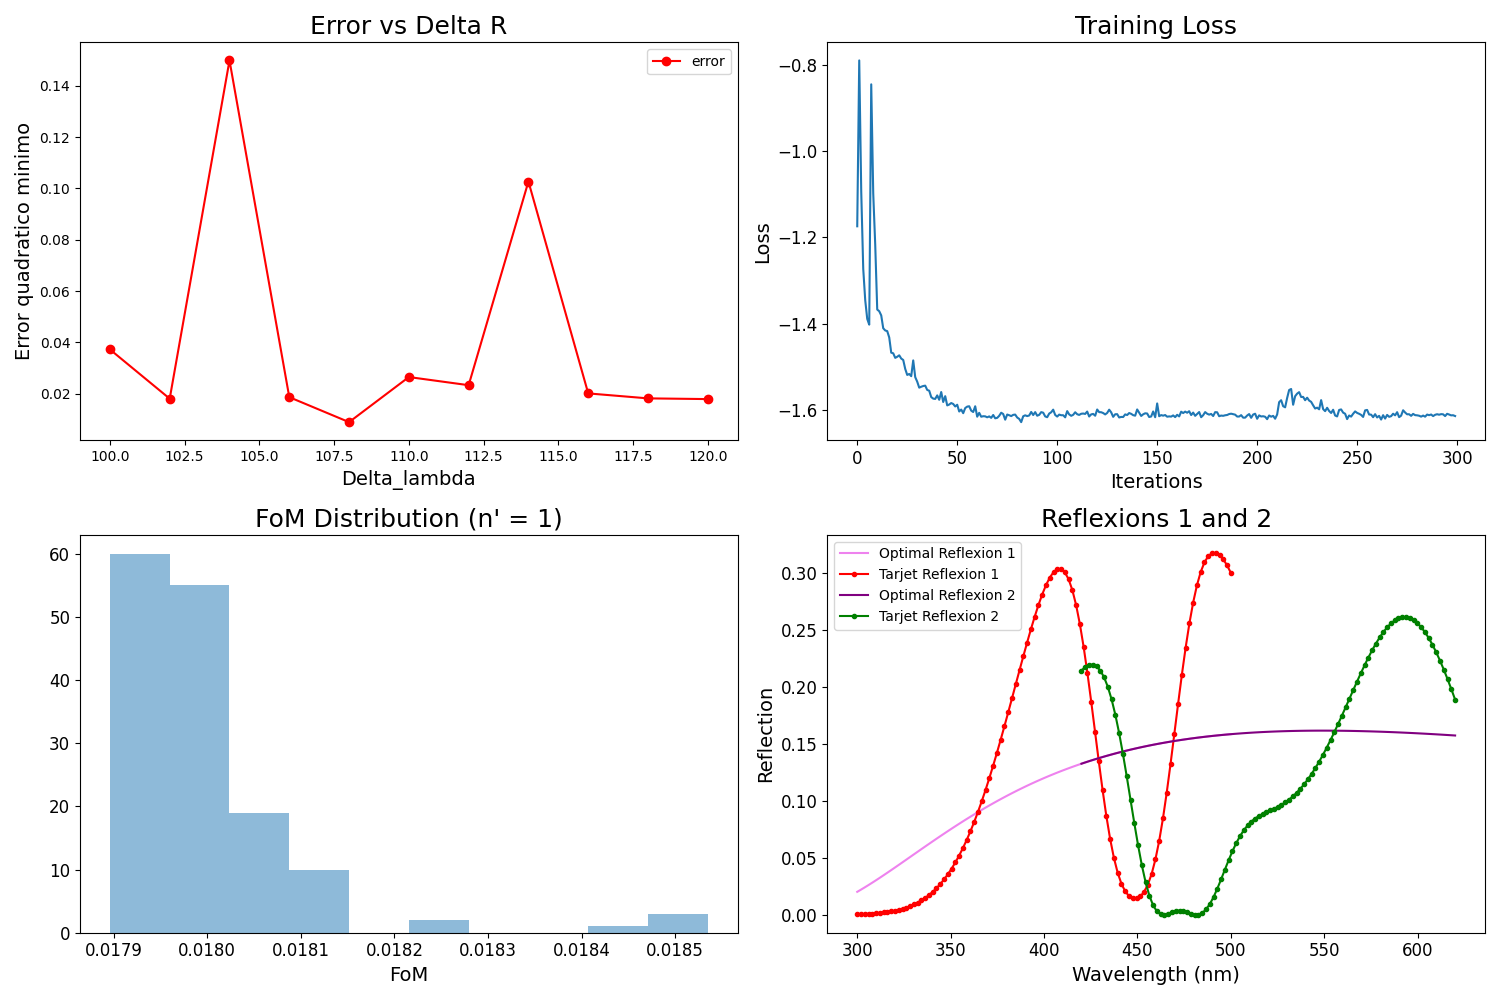 Error vs Delta R
error
Error quadratico minimo
0.14
0.12
0.10
0.08
0.06
0.04
0.02
100.0 102.5 105.0 107.5 110.0 112.5 115.0 117.5 120.0
Delta_lambda
Training Loss
Loss
−0.8
−1.0
−1.2
−1.4
−1.6
0 50 100 150 200 250 300
Iterations
FoM Distribution (n' = 1)
60
50
40
30
20
10
0
0.0179 0.0180 0.0181 0.0182 0.0183 0.0184 0.0185
FoM
Reflexions 1 and 2
Optimal Reflexion 1
Tarjet Reflexion 1
Optimal Reflexion 2
Tarjet Reflexion 2
Reflection
0.30
0.25
0.20
0.15
0.10
0.05
0.00
300 350 400 450 500 550 600
Wavelength (nm)